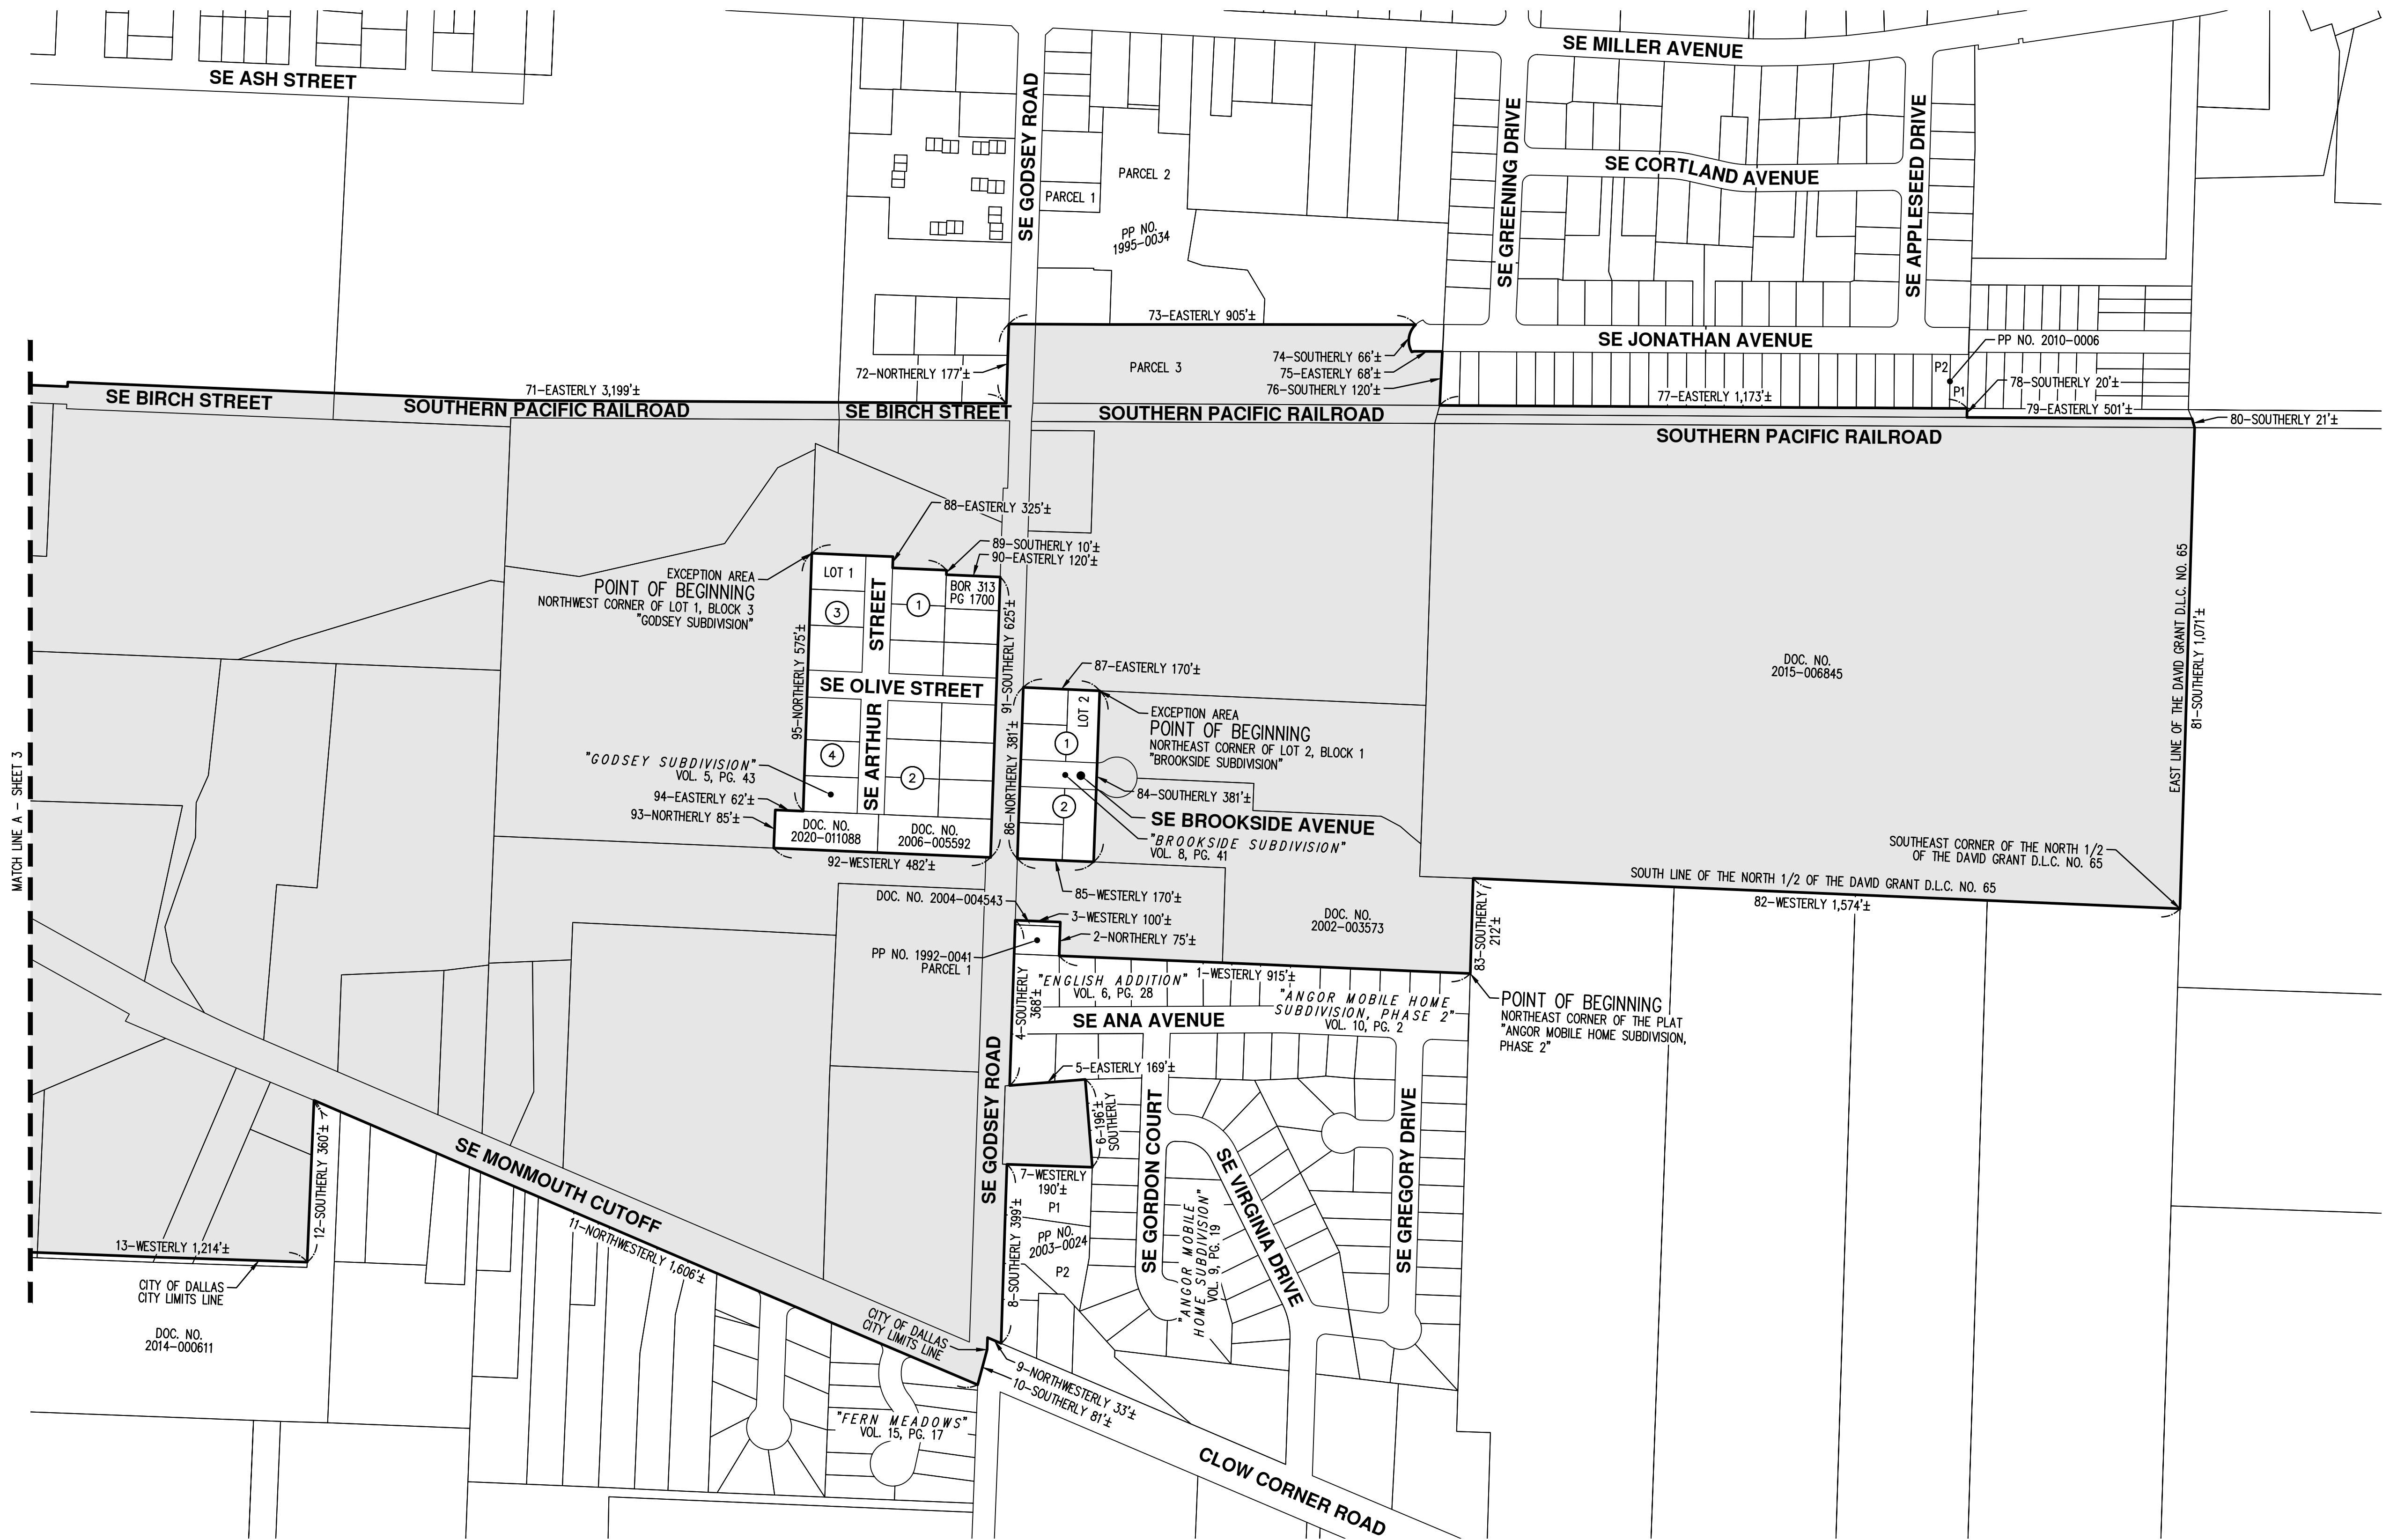 SE MILLER AVENUE
SE ASH STREET
SE GODSEY ROAD
SE GREENING DRIVE
SE APPLESEED DRIVE
SE CORTLAND AVENUE
PARCEL 2
PARCEL 1
PP NO.
1995-0034
73-EASTERLY 905'±
SE JONATHAN AVENUE
PP NO. 2010-0006
74-SOUTHERLY 66'±
75-EASTERLY 68'±
76-SOUTHERLY 120'±
PARCEL 3
72-NORTHERLY 177'±
P2
P1
78-SOUTHERLY 20'±
71-EASTERLY 3,199'±
77-EASTERLY 1,173'±
79-EASTERLY 501'±
80-SOUTHERLY 21'±
SE BIRCH STREET
SOUTHERN PACIFIC RAILROAD
SE BIRCH STREET
SOUTHERN PACIFIC RAILROAD
SOUTHERN PACIFIC RAILROAD
88-EASTERLY 325'±
89-SOUTHERLY 10'±
90-EASTERLY 120'±
EXCEPTION AREA
POINT OF BEGINNING
NORTHWEST CORNER OF LOT 1, BLOCK 3
"GODSEY SUBDIVISION"
LOT 1
3
1
BOR 313
PG 1700
SE ARTHUR STREET
95-NORTHERLY 575'±
91-SOUTHERLY 625'±
SE OLIVE STREET
EAST LINE OF THE DAVID GRANT D.L.C. NO. 65
81-SOUTHERLY 1,071'±
DOC. NO.
2015-006845
87-EASTERLY 170'±
LOT 2
EXCEPTION AREA
POINT OF BEGINNING
NORTHEAST CORNER OF LOT 2, BLOCK 1
"BROOKSIDE SUBDIVISION"
1
4
2
2
86-NORTHERLY 381'±
84-SOUTHERLY 381'±
"GODSEY SUBDIVISION"
VOL. 5, PG. 43
94-EASTERLY 62'±
93-NORTHERLY 85'±
DOC. NO.
2020-011088
DOC. NO.
2006-005592
SE BROOKSIDE AVENUE
"BROOKSIDE SUBDIVISION"
VOL. 8, PG. 41
92-WESTERLY 482'±
85-WESTERLY 170'±
SOUTHEAST CORNER OF THE NORTH 1/2
OF THE DAVID GRANT D.L.C. NO. 65
SOUTH LINE OF THE NORTH 1/2 OF THE DAVID GRANT D.L.C. NO. 65
82-WESTERLY 1,574'±
MATCH LINE A - SHEET 3
DOC. NO. 2004-004543
3-WESTERLY 100'±
2-NORTHERLY 75'±
DOC. NO.
2002-003573
83-SOUTHERLY
212'±
PP NO. 1992-0041
PARCEL 1
1-WESTERLY 915'±
"ENGLISH ADDITION"
VOL. 6, PG. 28
"ANGOR MOBILE HOME
SUBDIVISION, PHASE 2"
VOL. 10, PG. 2
POINT OF BEGINNING
NORTHEAST CORNER OF THE PLAT
"ANGOR MOBILE HOME SUBDIVISION,
PHASE 2"
4-SOUTHERLY
368'±
SE ANA AVENUE
5-EASTERLY 169'±
6-196'±
SOUTHERLY
SE GODSEY ROAD
SE GORDON COURT
SE VIRGINIA DRIVE
SE GREGORY DRIVE
7-WESTERLY
190'±
P1
PP NO.
2003-0024
P2
8-SOUTHERLY 399'±
"ANGOR MOBILE
HOME SUBDIVISION"
VOL. 9, PG. 19
12-SOUTHERLY 360'±
SE MONMOUTH CUTOFF
11-NORTHWESTERLY 1,606'±
13-WESTERLY 1,214'±
CITY OF DALLAS
CITY LIMITS LINE
DOC. NO.
2014-000611
CITY OF DALLAS
CITY LIMITS LINE
9-NORTHWESTERLY 33'±
10-SOUTHERLY 81'±
"FERN MEADOWS"
VOL. 15, PG. 17
CLOW CORNER ROAD